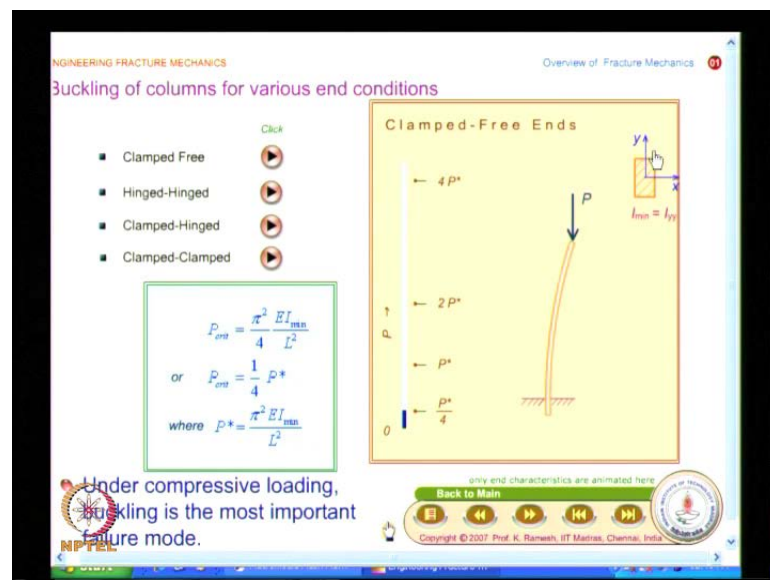 NGINEERING FRACTURE MECHANICS
Overview of Fracture Mechanics 01
Buckling of columns for various end conditions
Click
Clamped Free
Hinged-Hinged
Clamped-Hinged
Clamped-Clamped
P_crit = π²/4 EI_min/L²
or P_crit = 1/4 P*
where P* = π² EI_min/L²
Under compressive loading,
buckling is the most important
failure mode.
NPTEL
Clamped-Free Ends
4P*
2P*
P*
P*/4
0
P →
P
y
x
I_min = I_yy
only end characteristics are animated here
Back to Main
Copyright © 2007 Prof. K. Ramesh, IIT Madras, Chennai, India